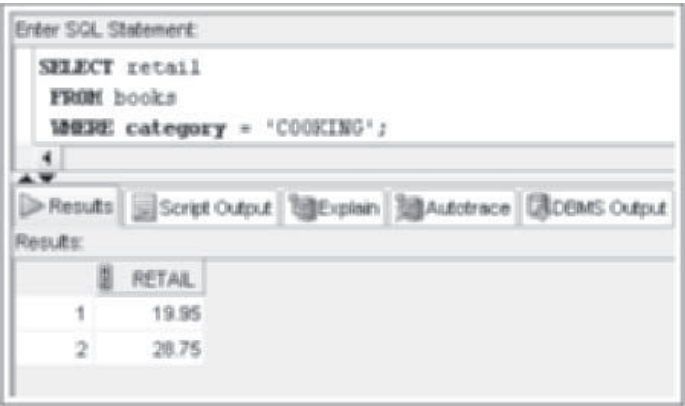 Enter SQL Statement:
SELECT retail
FROM books
WHERE category = 'COOKING';
Results Script Output Explain Autotrace DBMS Output
Results:
RETAIL
1 19.95
2 28.75